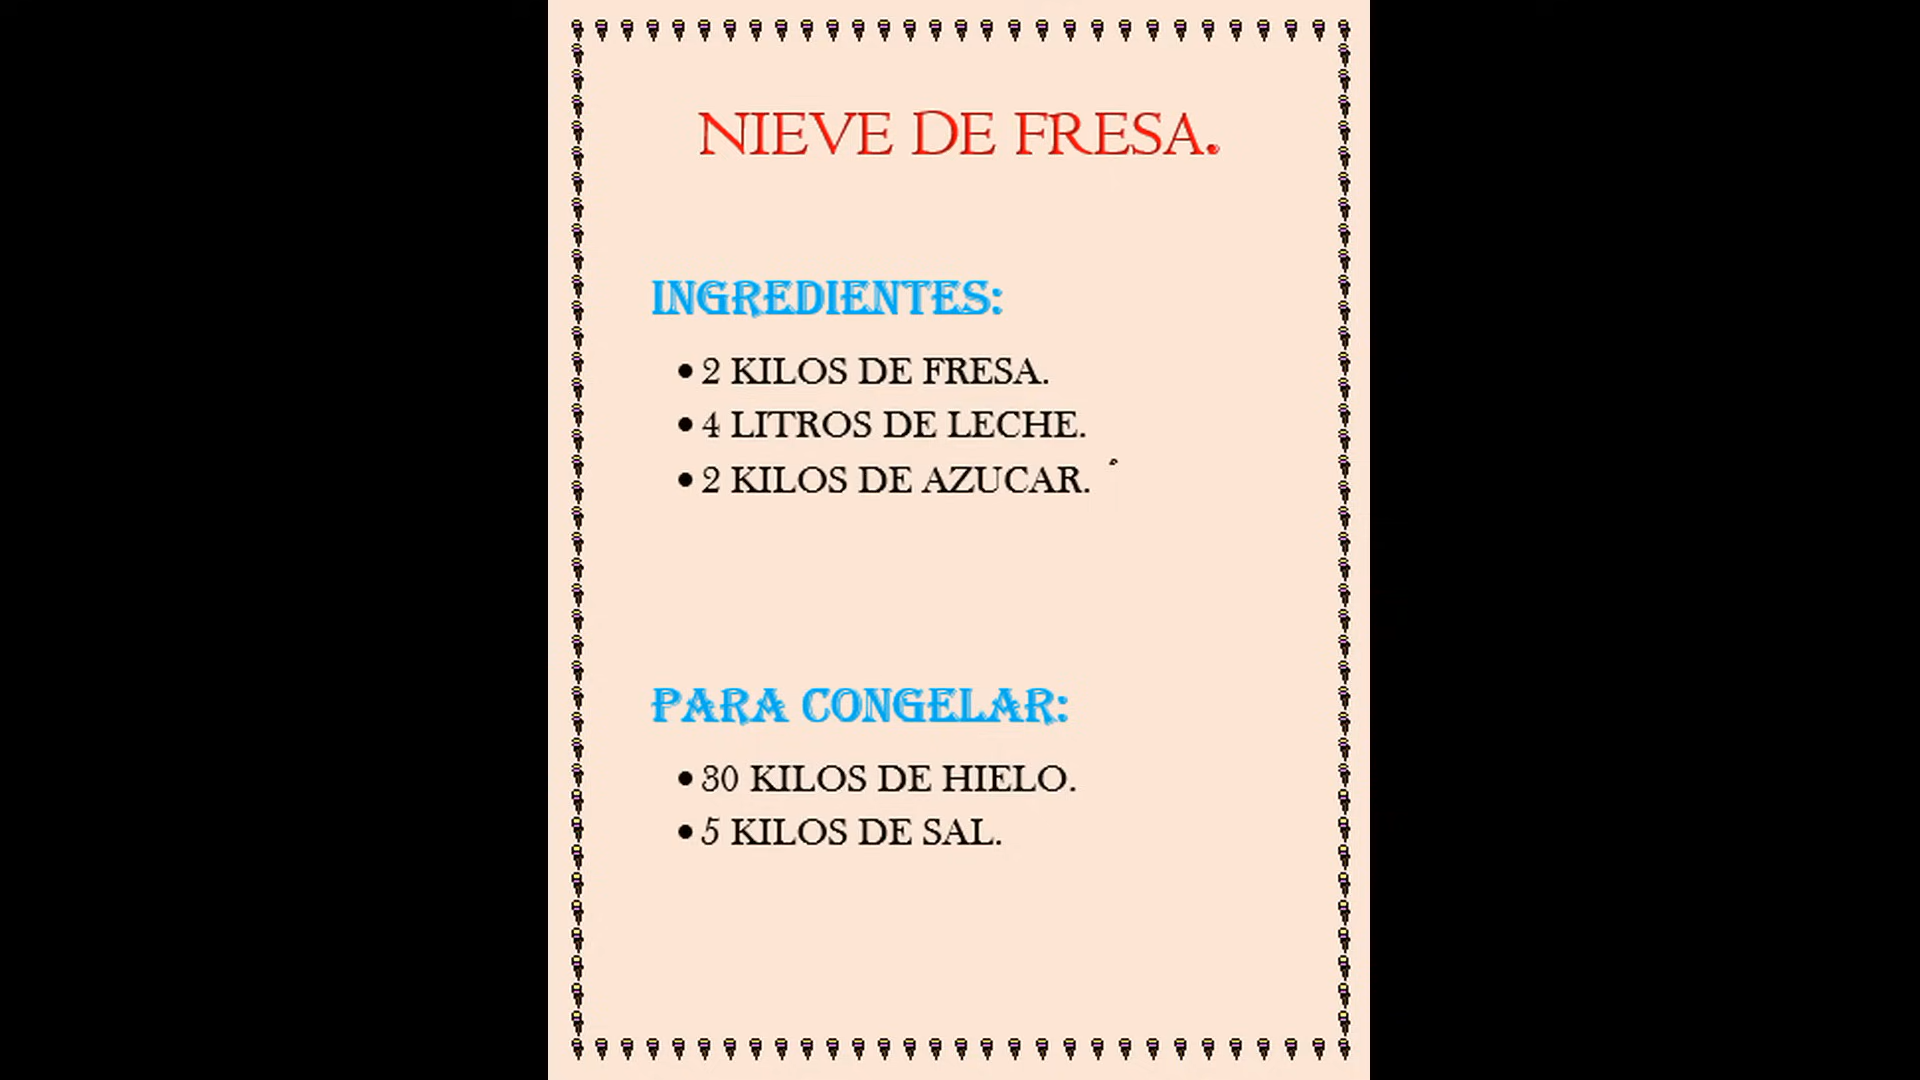 NIEVE DE FRESA.
INGREDIENTES:
• 2 KILOS DE FRESA.
• 4 LITROS DE LECHE.
• 2 KILOS DE AZUCAR.
PARA CONGELAR:
• 30 KILOS DE HIELO.
• 5 KILOS DE SAL.